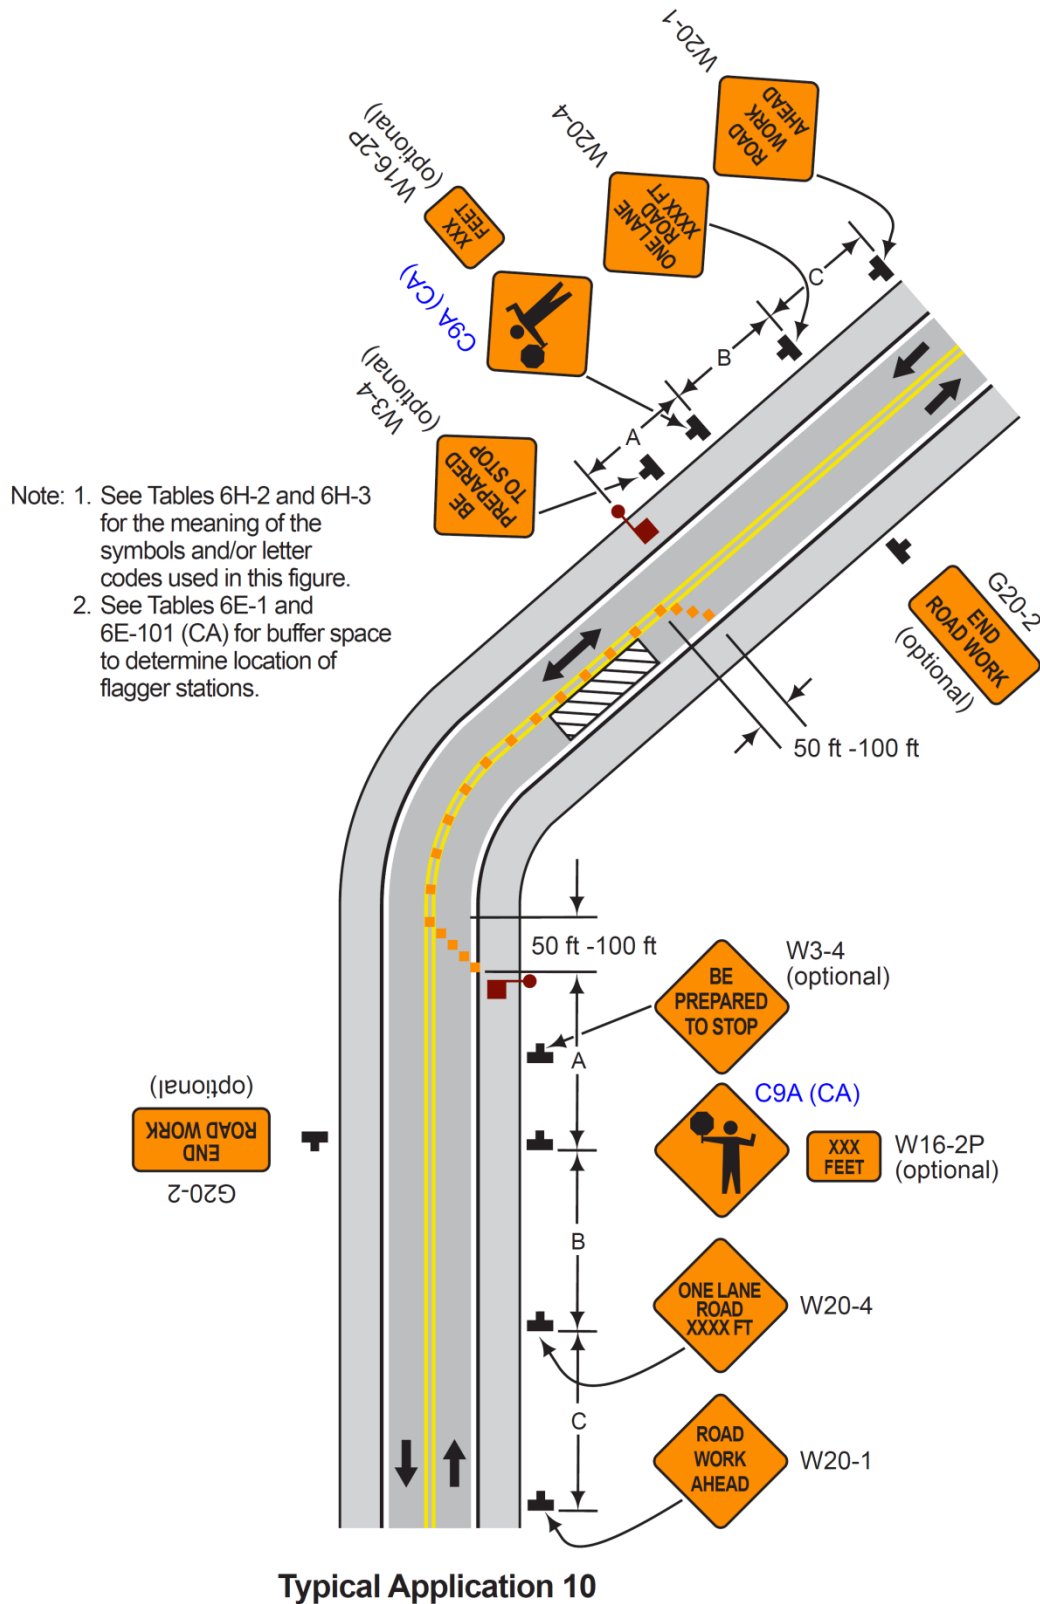 W20-1
ROAD
WORK
AHEAD
W20-4
ONE LANE
ROAD
XXXX FT
W16-2P
(optional)
XXX
FEET
C9A (CA)
W3-4
(optional)
BE
PREPARED
TO STOP
C
B
A
Note: 1. See Tables 6H-2 and 6H-3
for the meaning of the
symbols and/or letter
codes used in this figure.
2. See Tables 6E-1 and
6E-101 (CA) for buffer space
to determine location of
flagger stations.
G20-2
END
ROAD WORK
(optional)
50 ft -100 ft
50 ft -100 ft
BE
PREPARED
TO STOP
W3-4
(optional)
A
C9A (CA)
XXX
FEET
W16-2P
(optional)
G20-2
END
ROAD WORK
(optional)
B
ONE LANE
ROAD
XXXX FT
W20-4
C
ROAD
WORK
AHEAD
W20-1
Typical Application 10